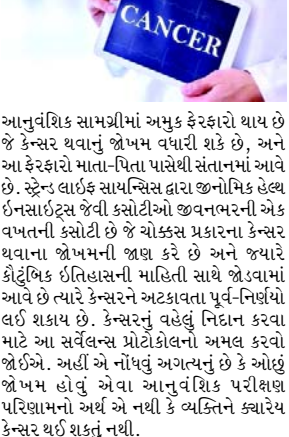 CANCER
આનુવંશિક સામગ્રીમાં અમુક ફેરફારો થાય છે
જે કેન્સર થવાનું જોખમ વધારી શકે છે, અને
આ ફેરફારો માતા-પિતા પાસેથી સંતાનમાં આવે
છે. સ્ટ્રેન્ડ લાઇફ સાયન્સિસ દ્વારા જીનોમિક હેલ્થ
ઇનસાઇટ્સ જેવી કસોટીઓ જીવનભરની એક
વખતની કસોટી છે જે ચોક્કસ પ્રકારના કેન્સર
થવાના જોખમની જાણ કરે છે અને જ્યારે
કૌટુંબિક ઇતિહાસની માહિતી સાથે જોડવામાં
આવે છે ત્યારે કેન્સરને અટકાવતા પૂર્વ-નિર્ણયો
લઈ શકાય છે. કેન્સરનું વહેલું નિદાન કરવા
માટે આ સર્વેલન્સ પ્રોટોકોલનો અમલ કરવો
જોઈએ. અહીં એ નોંધવું અગત્યનું છે કે ઓછું
જોખમ હોવું એવા આનુવંશિક પરીક્ષણ
પરિણામનો અર્થ એ નથી કે વ્યક્તિને ક્યારેય
કેન્સર થઈ શકતું નથી.